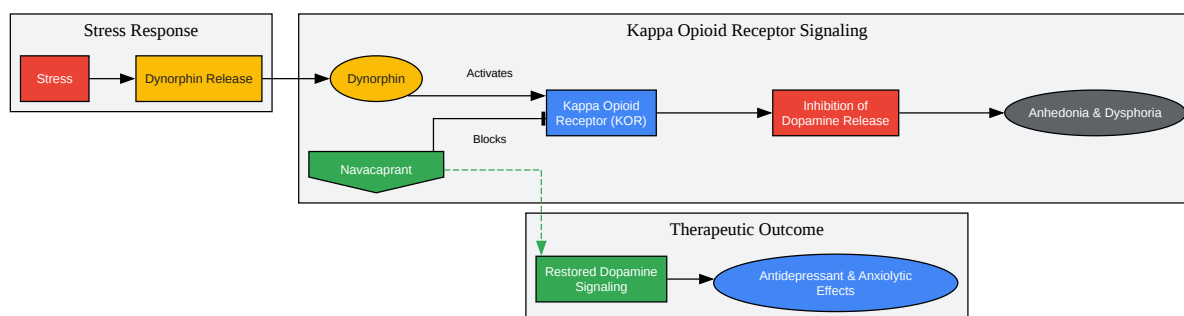 Stress Response
Kappa Opioid Receptor Signaling
Stress
Dynorphin Release
Dynorphin
Activates
Kappa Opioid
Receptor (KOR)
Inhibition of
Dopamine Release
Anhedonia & Dysphoria
Blocks
Navacaprant
Therapeutic Outcome
Restored Dopamine
Signaling
Antidepressant & Anxiolytic
Effects